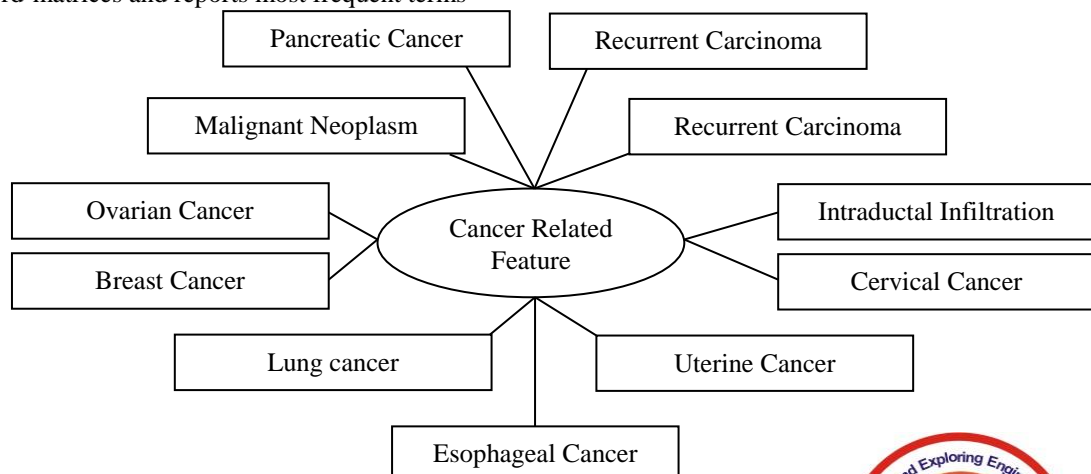 matrices and reports most frequent terms
Pancreatic Cancer
Recurrent Carcinoma
Malignant Neoplasm
Recurrent Carcinoma
Ovarian Cancer
Intraductal Infiltration
Cancer Related
Feature
Breast Cancer
Cervical Cancer
Lung cancer
Uterine Cancer
Esophageal Cancer
Exploring